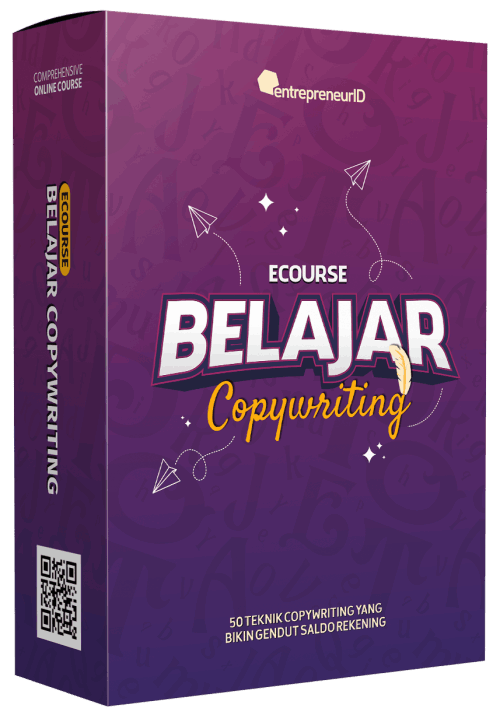 COMPREHENSIVE
ONLINE COURSE
ECOURSE
BELAJAR COPYWRITING
entrepreneurID
ECOURSE
BELAJAR
Copywriting
50 TEKNIK COPYWRITING YANG
BIKIN GENDUT SALDO REKENING